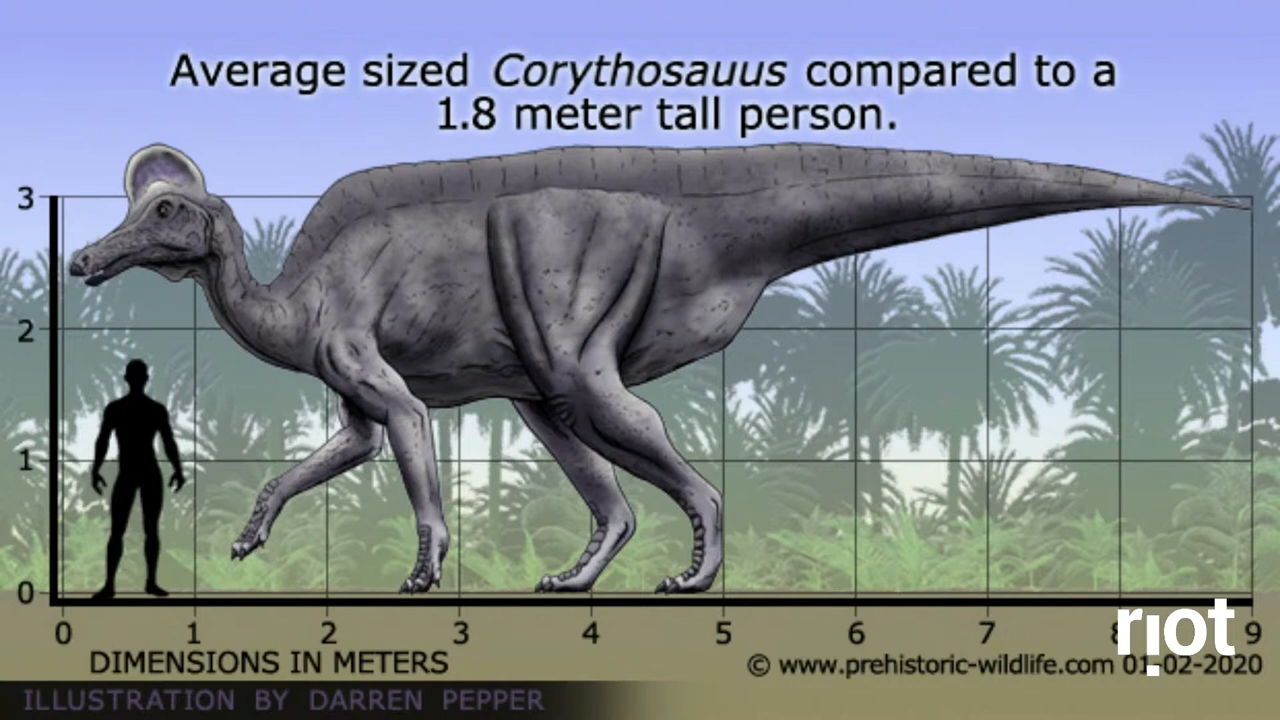 Average sized Corythosauus compared to a
1.8 meter tall person.
3
2
1
0
0 1 2 3 4 5 6 7 8 9
riot
DIMENSIONS IN METERS
© www.prehistoric-wildlife.com 01-02-2020
ILLUSTRATION BY DARREN PEPPER